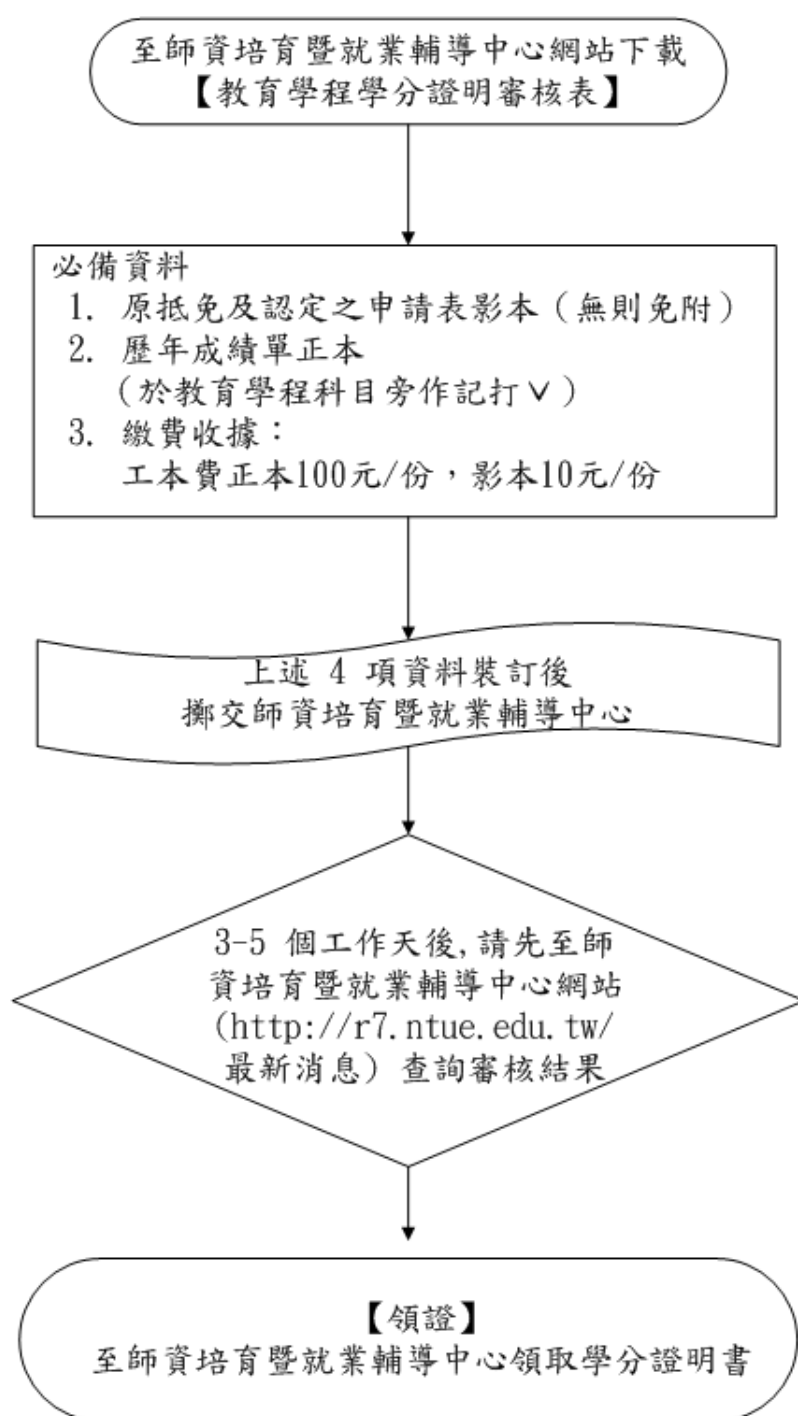 至師資培育暨就業輔導中心網站下載
【教育學程學分證明審核表】
必備資料
1. 原抵免及認定之申請表影本（無則免附）
2. 歷年成績單正本
（於教育學程科目旁作記打∨）
3. 繳費收據：
工本費正本100元/份，影本10元/份
上述 4 項資料裝訂後
擲交師資培育暨就業輔導中心
3-5 個工作天後,請先至師
資培育暨就業輔導中心網站
(http://r7.ntue.edu.tw/
最新消息) 查詢審核結果
【領證】
至師資培育暨就業輔導中心領取學分證明書